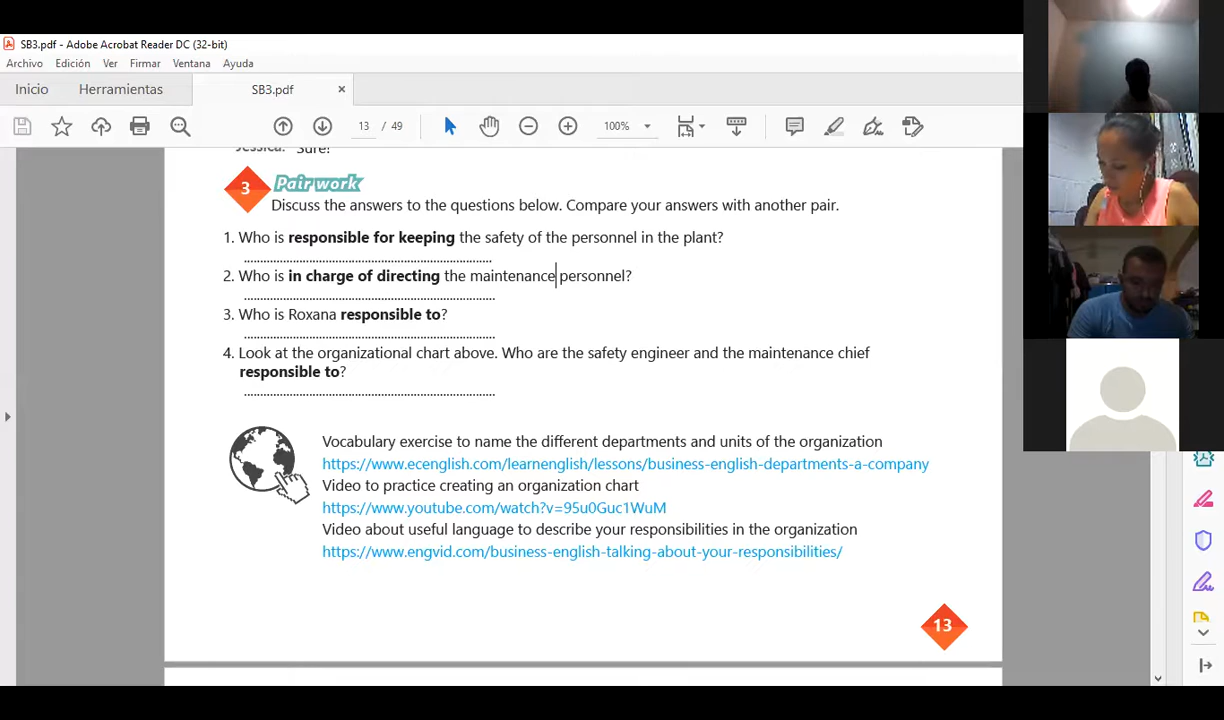 SB3.pdf - Adobe Acrobat Reader DC (32-bit)
Archivo Edición Ver Firmar Ventana Ayuda
Inicio Herramientas SB3.pdf ×
13 / 49 100%
Jessica: Sure!
3 Pair work
Discuss the answers to the questions below. Compare your answers with another pair.
1. Who is responsible for keeping the safety of the personnel in the plant?
2. Who is in charge of directing the maintenance personnel?
3. Who is Roxana responsible to?
4. Look at the organizational chart above. Who are the safety engineer and the maintenance chief
responsible to?
Vocabulary exercise to name the different departments and units of the organization
https://www.ecenglish.com/learnenglish/lessons/business-english-departments-a-company
Video to practice creating an organization chart
https://www.youtube.com/watch?v=95u0Guc1WuM
Video about useful language to describe your responsibilities in the organization
https://www.engvid.com/business-english-talking-about-your-responsibilities/
13